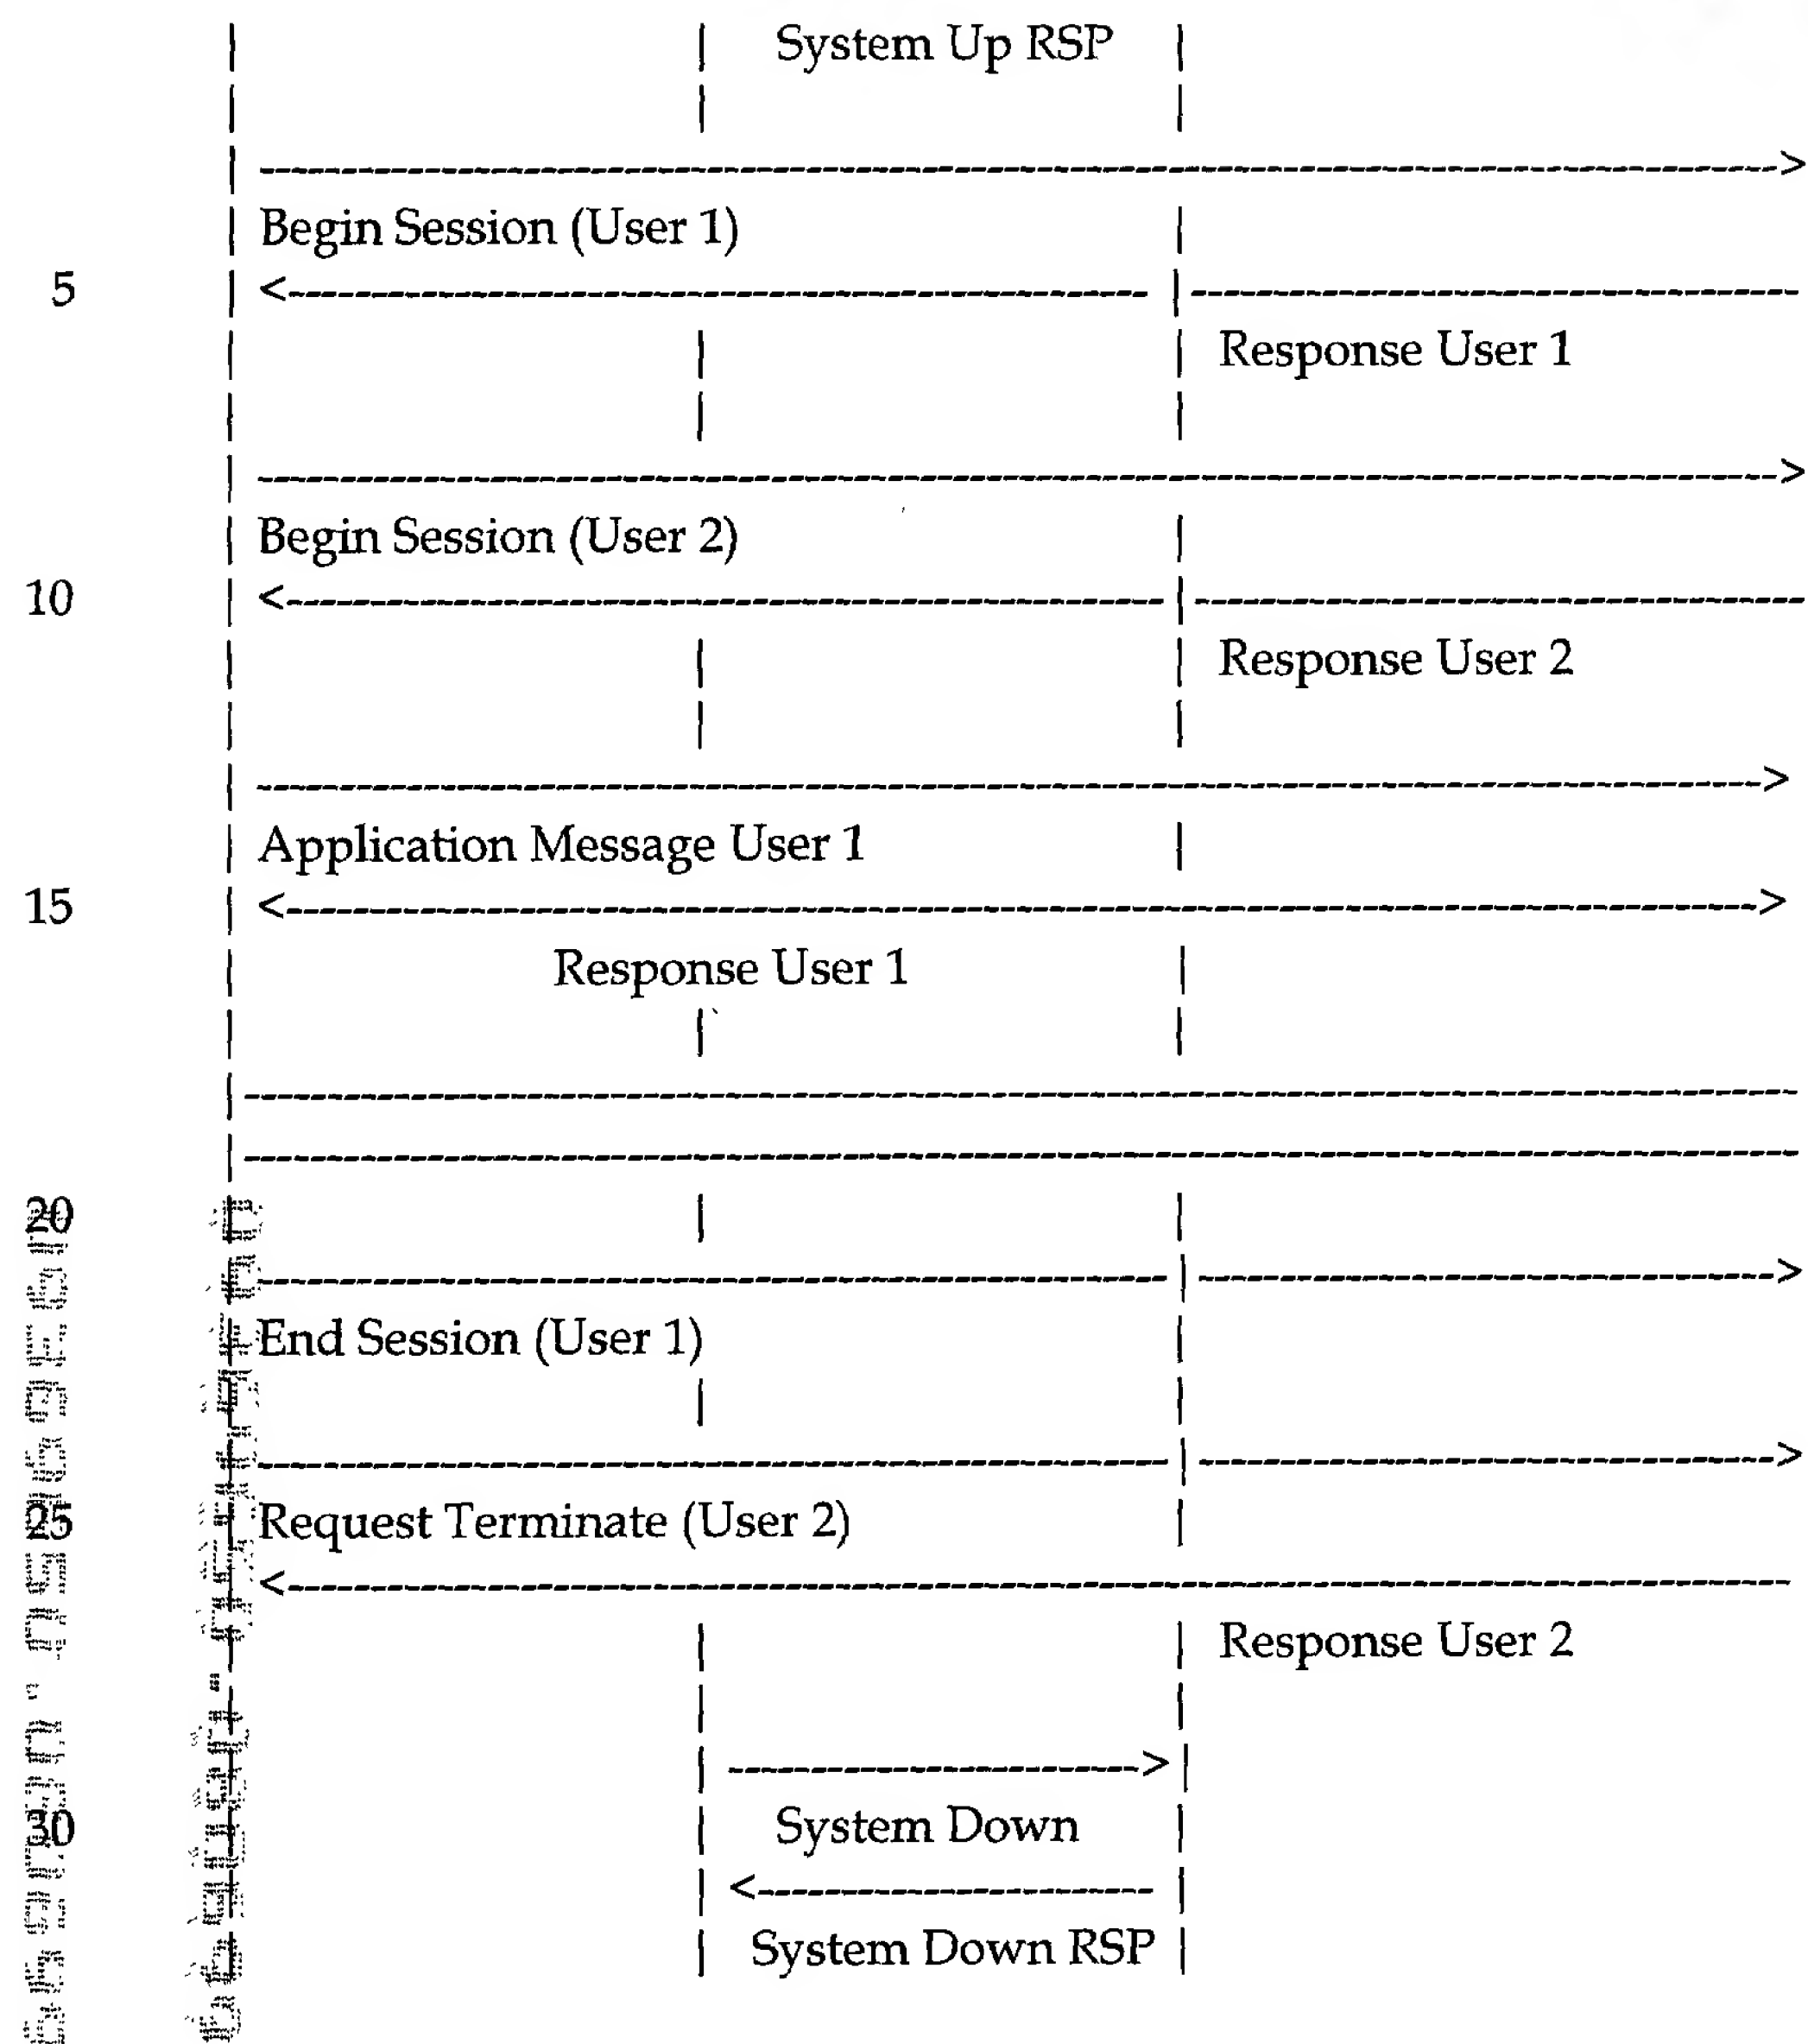 System Up RSP
Begin Session (User 1)
5
Response User 1
Begin Session (User 2)
10
Response User 2
Application Message User 1
15
Response User 1
20
End Session (User 1)
25 Request Terminate (User 2)
Response User 2
30 System Down
System Down RSP